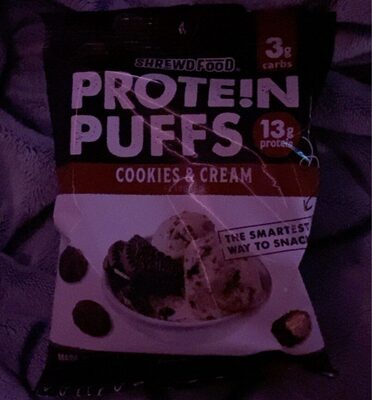 SHREWD FOOD
3g
carbs
PROTE!N
PUFFS
13g
protein
COOKIES & CREAM
THE SMARTEST
WAY TO SNACK